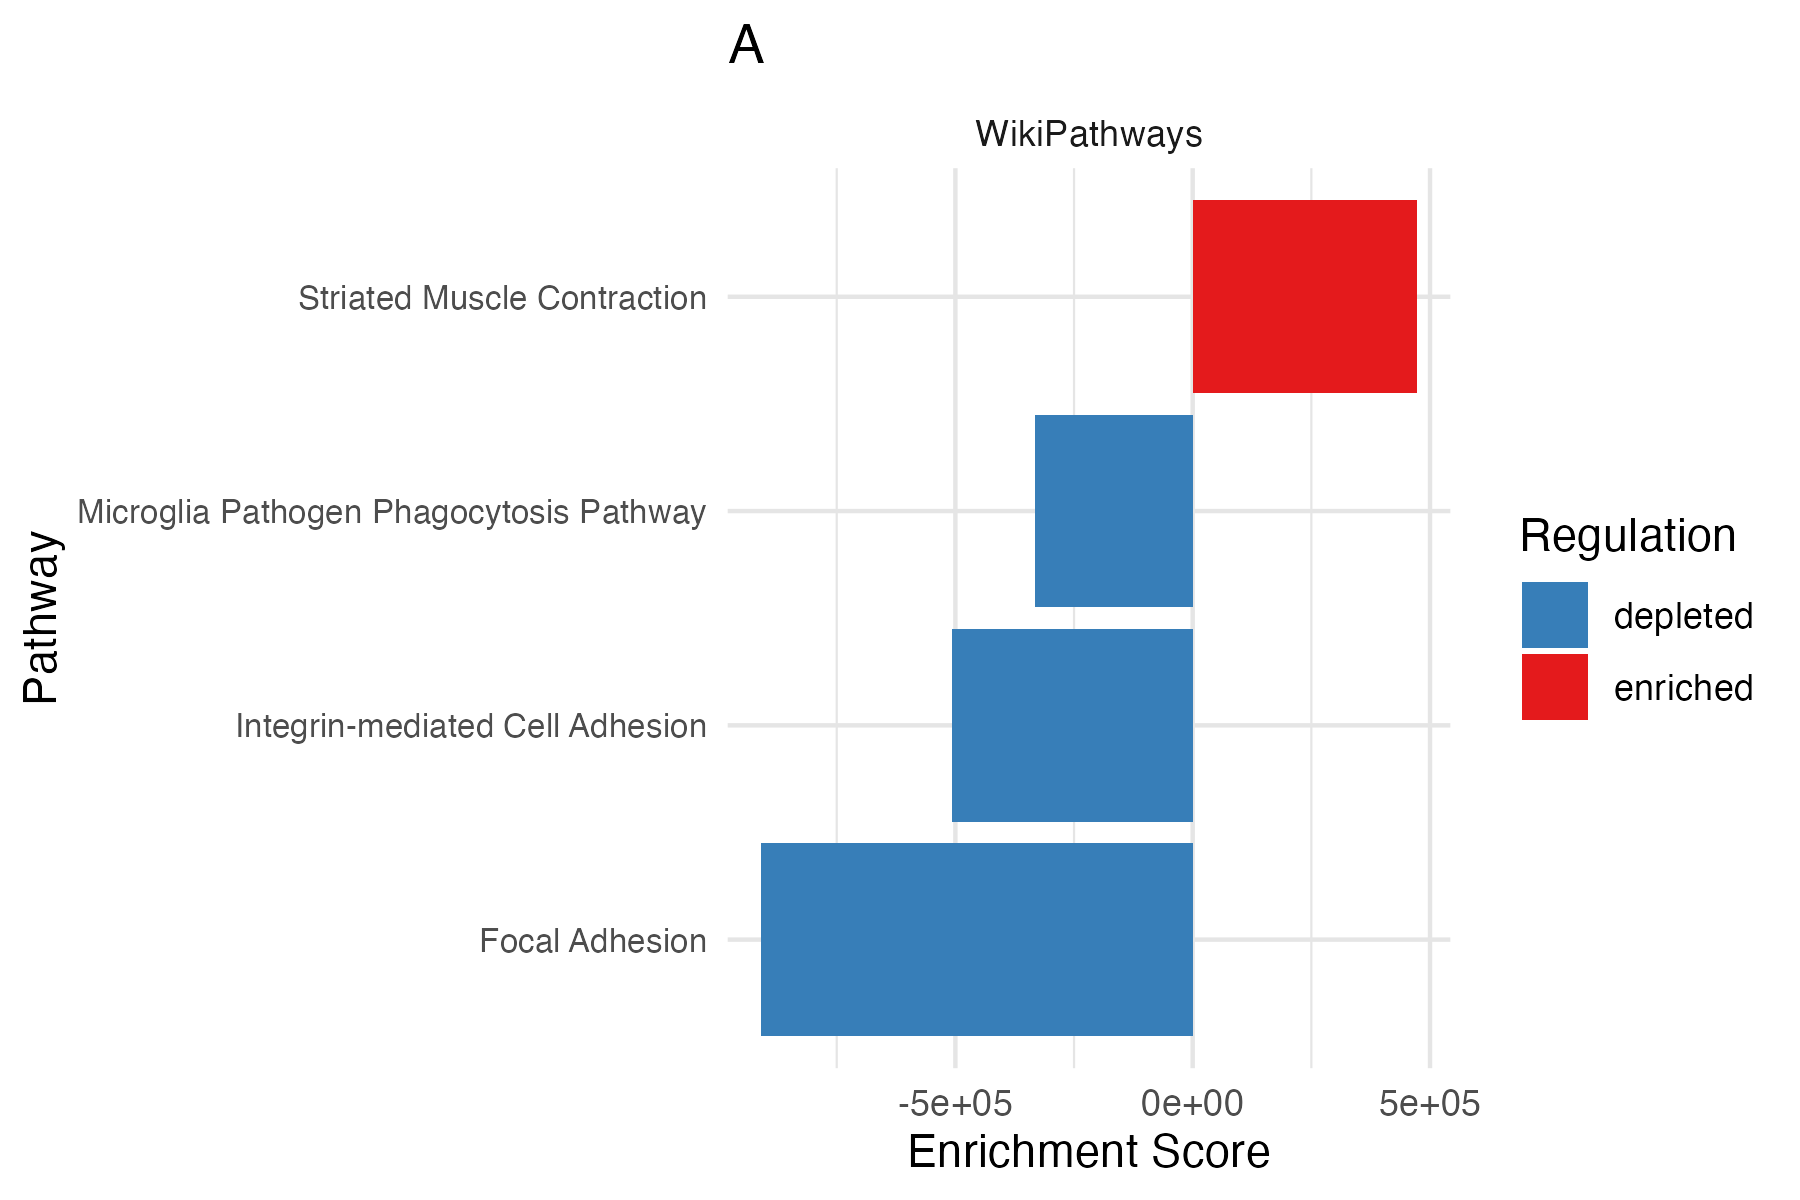 A
WikiPathways
Striated Muscle Contraction
Microglia Pathogen Phagocytosis Pathway
Integrin-mediated Cell Adhesion
Focal Adhesion
Pathway
-5e+05 0e+00 5e+05
Enrichment Score
Regulation
depleted
enriched